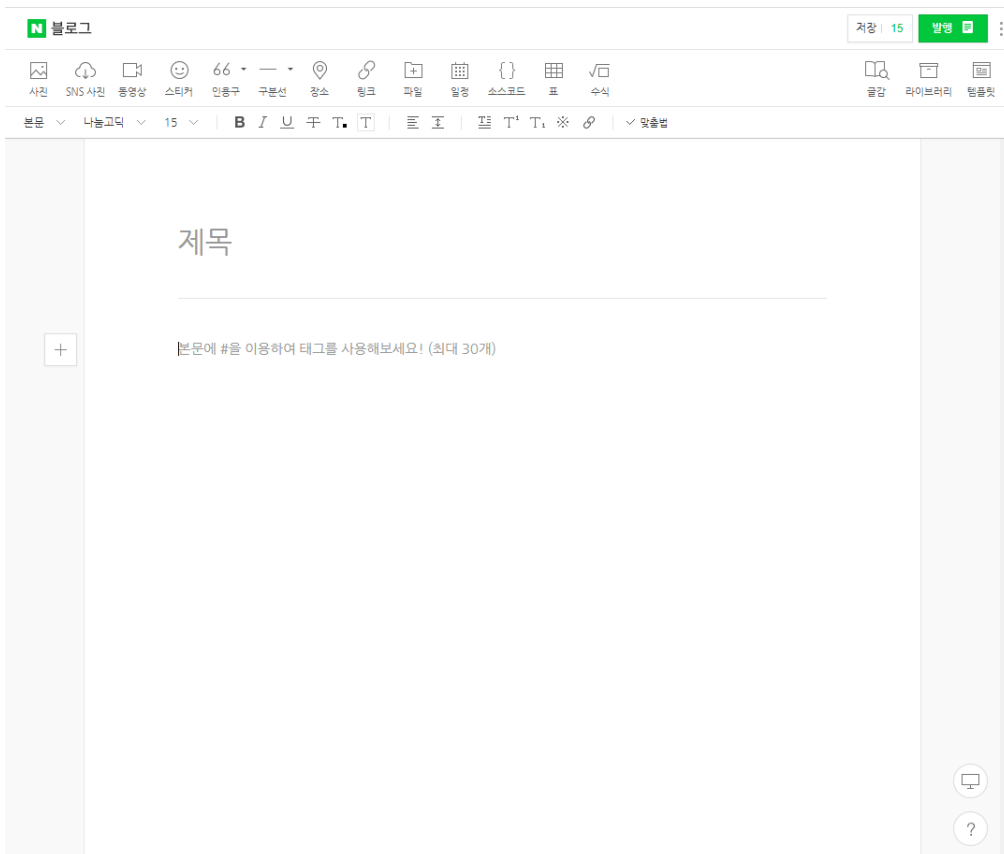 N 블로그
저장 15 발행
사진 SNS 사진 동영상 스티커 인용구 구분선 장소 링크 파일 일정 소스코드 표 수식 글감 라이브러리 템플릿
본문 나눔고딕 15 B I U T T T T T¹ T₁ ※ 맞춤법
제목
본문에 #을 이용하여 태그를 사용해보세요! (최대 30개)
?